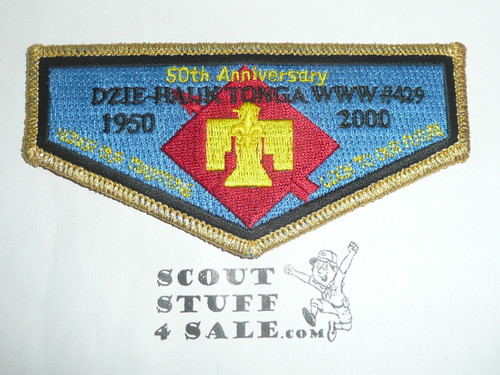 50th Anniversary
DZIE-HAUK TONGA WWW #429
1950 2000
SCOUT
STUFF
4 SALE.com